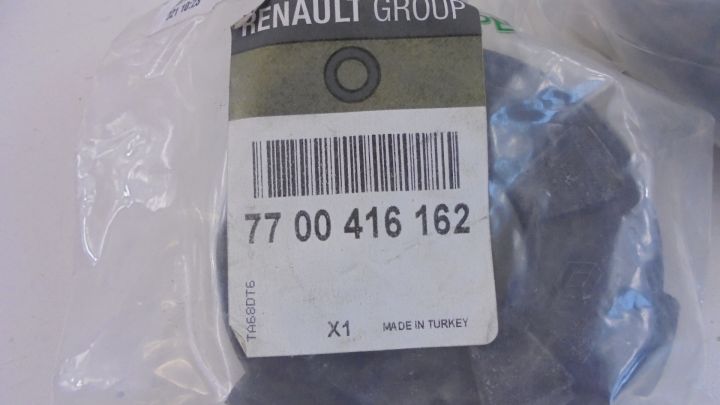 RENAULT GROUP
77 00 416 162
TA68DT6
X1
MADE IN TURKEY